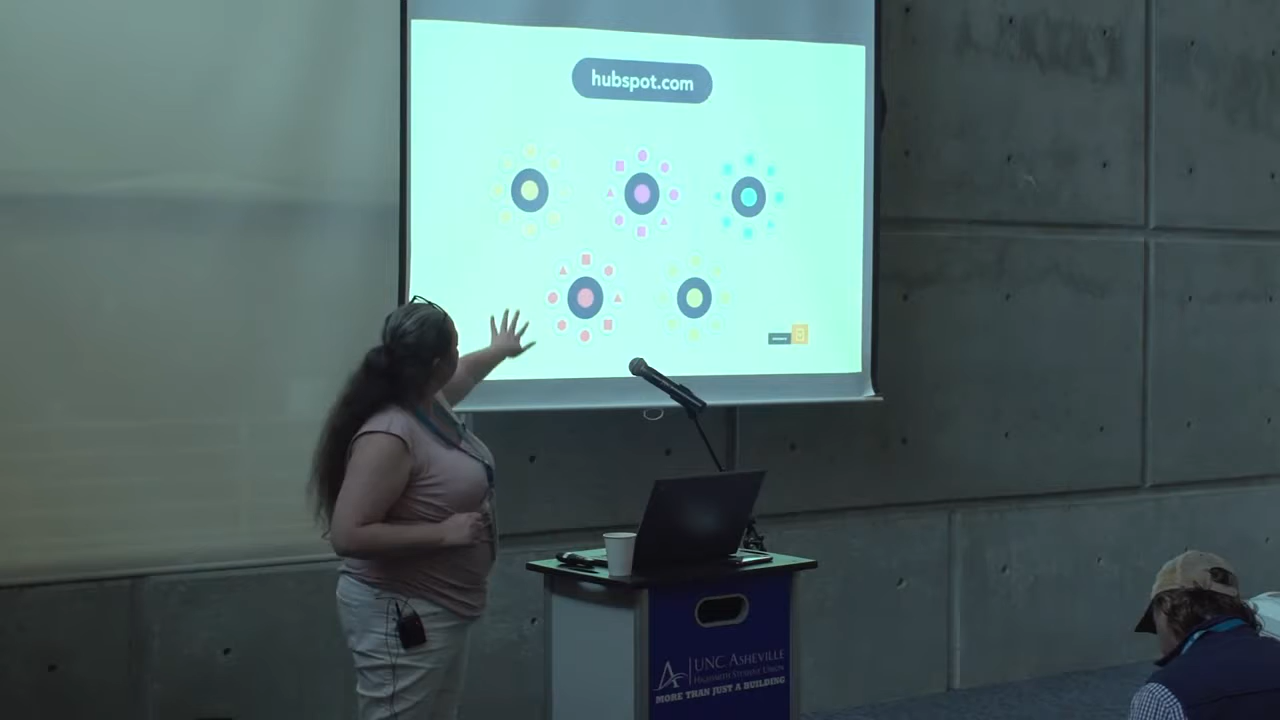 hubspot.com
UNC ASHEVILLE
HIGHSMITH STUDENT UNION
MORE THAN JUST A BUILDING